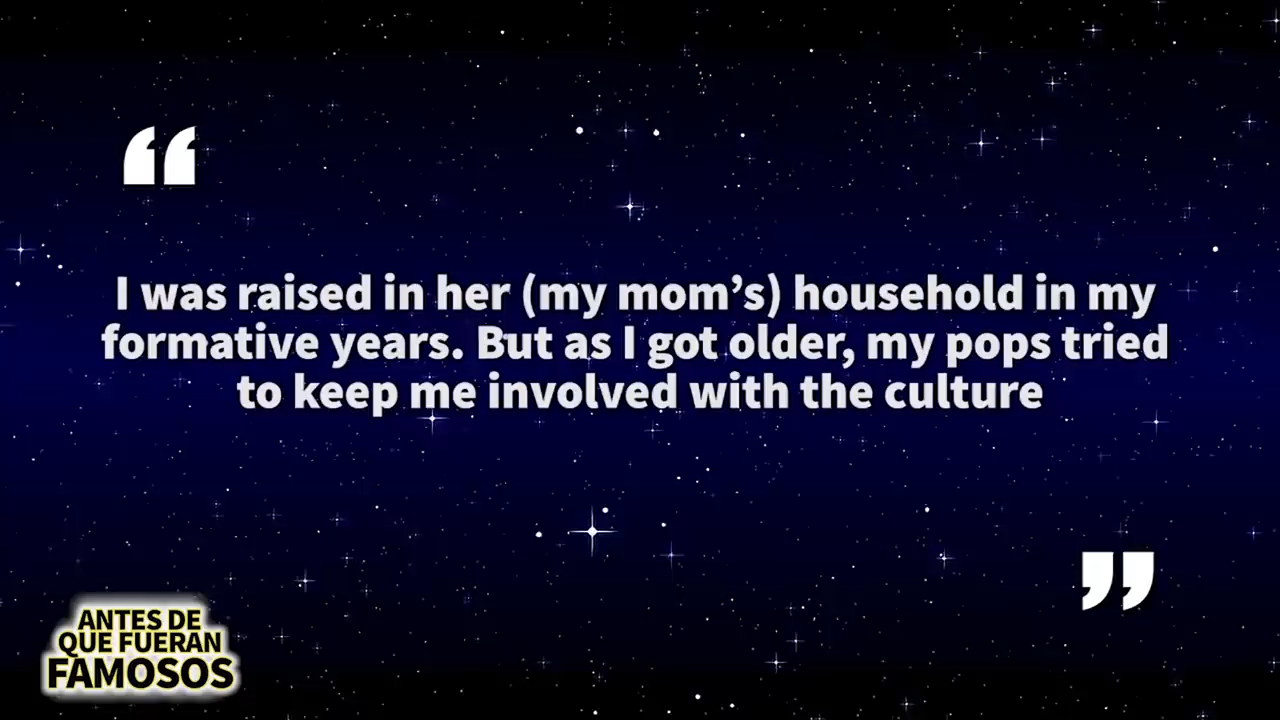 “
I was raised in her (my mom’s) household in my
formative years. But as I got older, my pops tried
to keep me involved with the culture
”
ANTES DE
QUE FUERAN
FAMOSOS